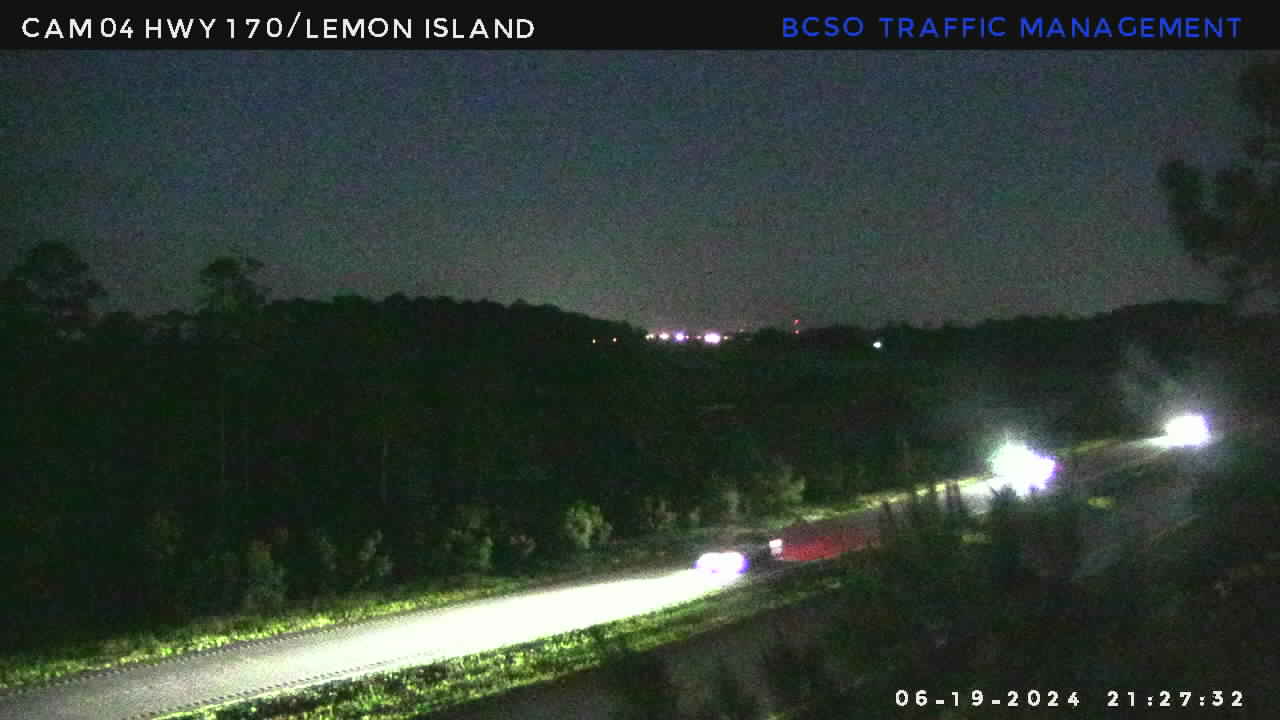 CAM04 HWY 170/LEMON ISLAND
BCSO TRAFFIC MANAGEMENT
06-19-2024 21:27:32